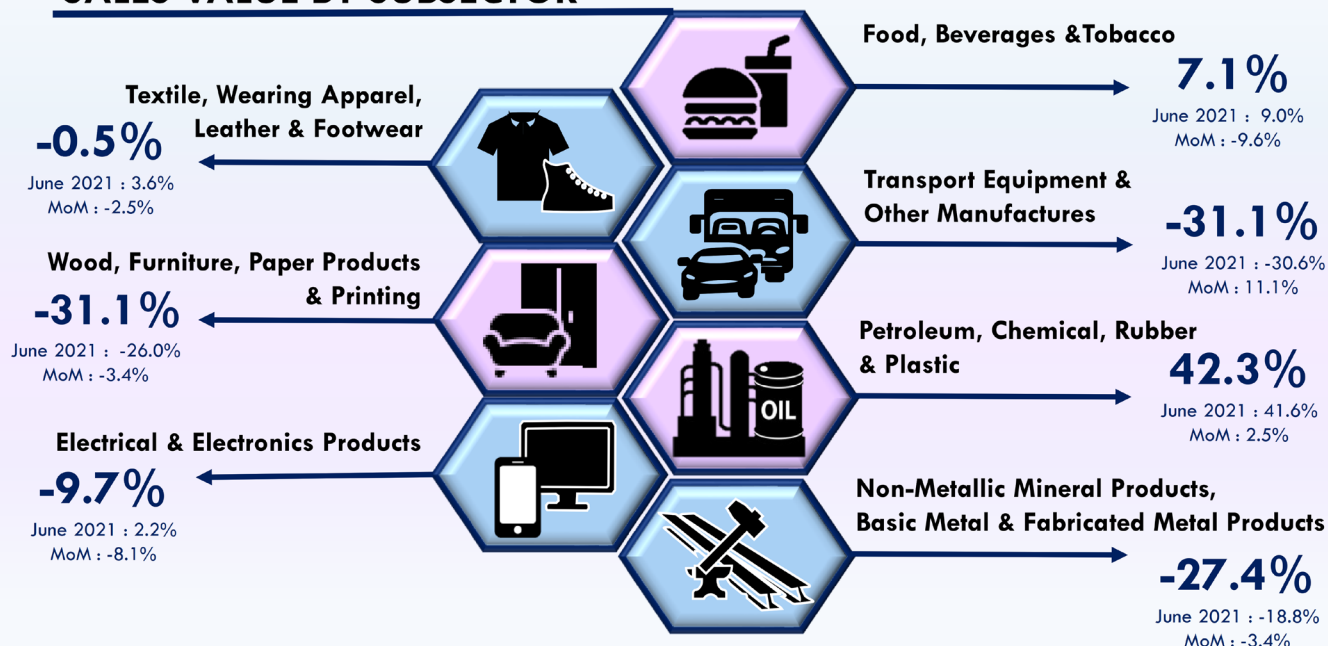 SALES VALUE BY SUBSECTOR
Food, Beverages &Tobacco
7.1%
June 2021 : 9.0%
MoM : -9.6%
Textile, Wearing Apparel,
Leather & Footwear
-0.5%
June 2021 : 3.6%
MoM : -2.5%
Transport Equipment &
Other Manufactures
-31.1%
June 2021 : -30.6%
MoM : 11.1%
Wood, Furniture, Paper Products
& Printing
-31.1%
June 2021 : -26.0%
MoM : -3.4%
Petroleum, Chemical, Rubber
& Plastic
42.3%
June 2021 : 41.6%
MoM : 2.5%
OIL
Electrical & Electronics Products
-9.7%
June 2021 : 2.2%
MoM : -8.1%
Non-Metallic Mineral Products,
Basic Metal & Fabricated Metal Products
-27.4%
June 2021 : -18.8%
MoM : -3.4%